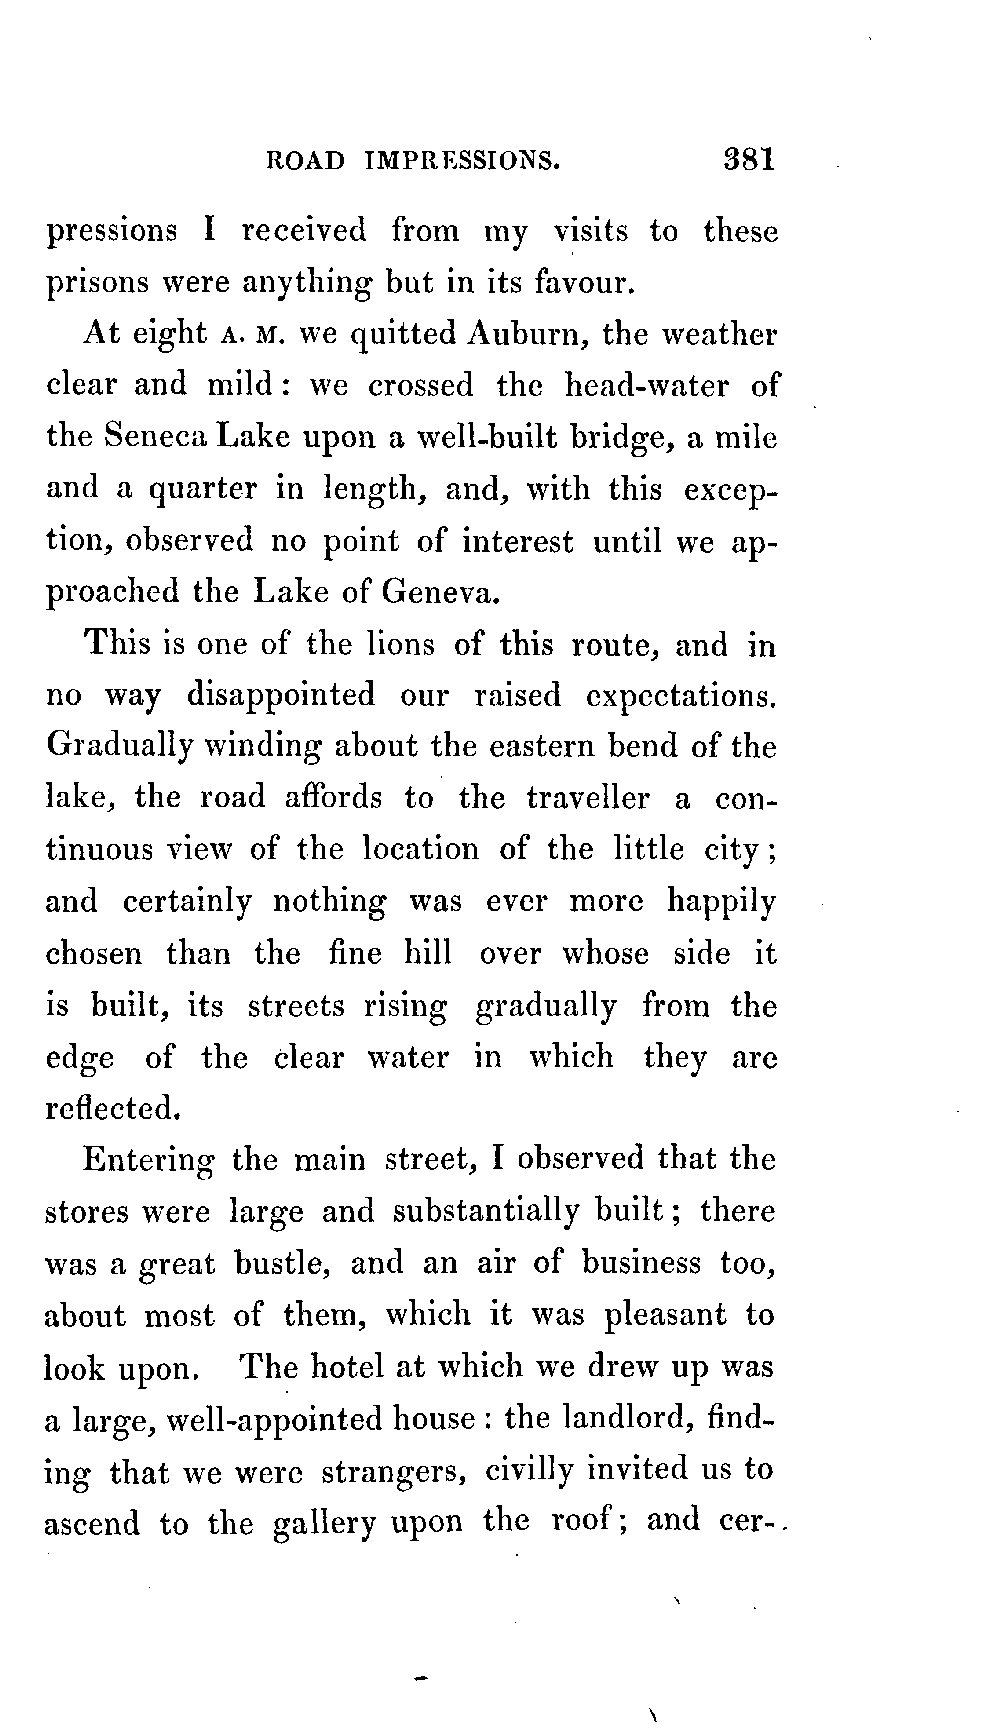 ROAD IMPRESSIONS. 381
pressions I received from my visits to these
prisons were anything but in its favour.
At eight A. M. we quitted Auburn, the weather
clear and mild : we crossed the head-water of
the Seneca Lake upon a well-built bridge, a mile
and a quarter in length, and, with this excep-
tion, observed no point of interest until we ap-
proached the Lake of Geneva.
This is one of the lions of this route, and in
no way disappointed our raised expectations.
Gradually winding about the eastern bend of the
lake, the road affords to the traveller a con-
tinuous view of the location of the little city ;
and certainly nothing was ever more happily
chosen than the fine hill over whose side it
is built, its streets rising gradually from the
edge of the clear water in which they are
reflected.
Entering the main street, I observed that the
stores were large and substantially built ; there
was a great bustle, and an air of business too,
about most of them, which it was pleasant to
look upon. The hotel at which we drew up was
a large, well-appointed house : the landlord, find-
ing that we were strangers, civilly invited us to
ascend to the gallery upon the roof ; and cer-